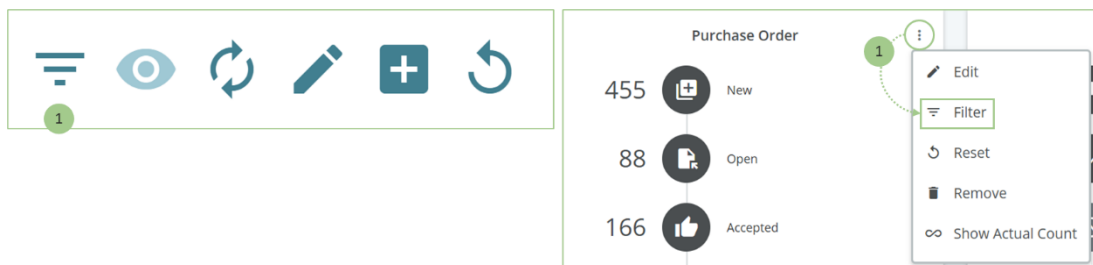 1
Purchase Order
1
455 New
88 Open
166 Accepted
Edit
Filter
Reset
Remove
Show Actual Count